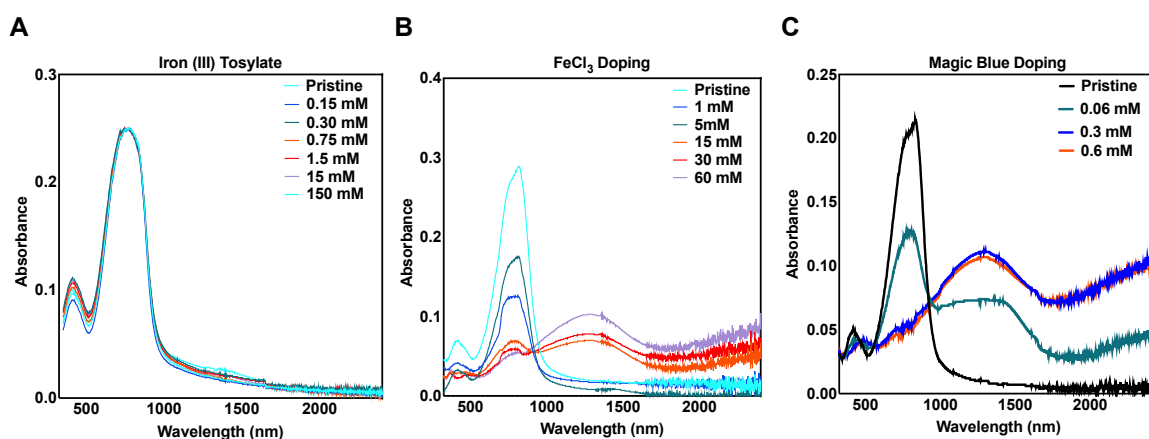 A
Iron (III) Tosylate
Absorbance
0.3
0.2
0.1
0.0
500
1000
1500
2000
Wavelength (nm)
Pristine
0.15 mM
0.30 mM
0.75 mM
1.5 mM
15 mM
150 mM
B
FeCl3 Doping
Absorbance
0.4
0.3
0.2
0.1
0.0
500
1000
1500
2000
Wavelength (nm)
Pristine
1 mM
5mM
15 mM
30 mM
60 mM
C
Magic Blue Doping
Absorbance
0.20
0.15
0.10
0.05
0.00
500
1000
1500
2000
Wavelength (nm)
Pristine
0.06 mM
0.3 mM
0.6 mM